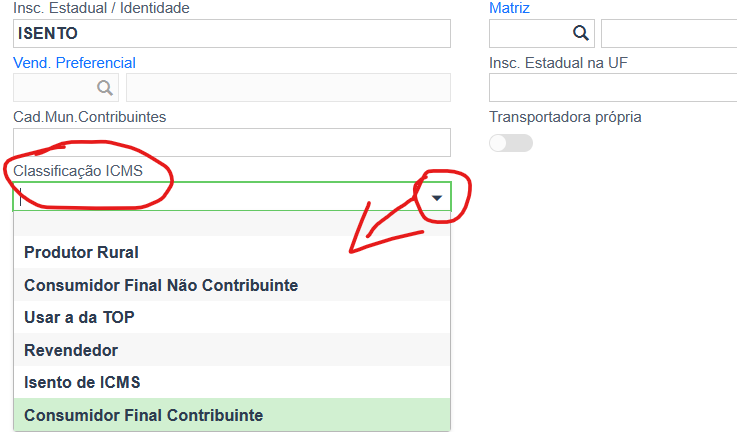 Insc. Estadual / Identidade
Matriz
ISENTO
Vend. Preferencial
Insc. Estadual na UF
Cad.Mun.Contribuintes
Transportadora própria
Classificação ICMS
Produtor Rural
Consumidor Final Não Contribuinte
Usar a da TOP
Revendedor
Isento de ICMS
Consumidor Final Contribuinte